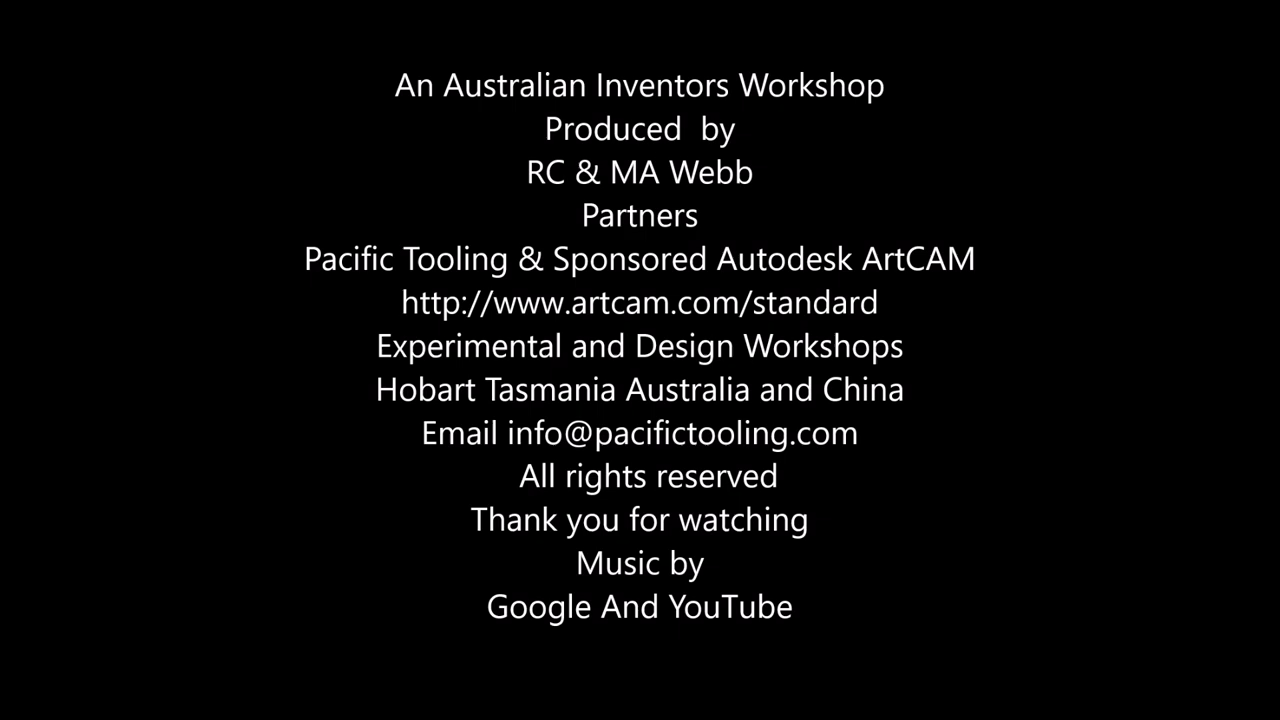 An Australian Inventors Workshop
Produced  by
RC & MA Webb
Partners
Pacific Tooling & Sponsored Autodesk ArtCAM
http://www.artcam.com/standard
Experimental and Design Workshops
Hobart Tasmania Australia and China
Email info@pacifictooling.com
All rights reserved
Thank you for watching
Music by
Google And YouTube